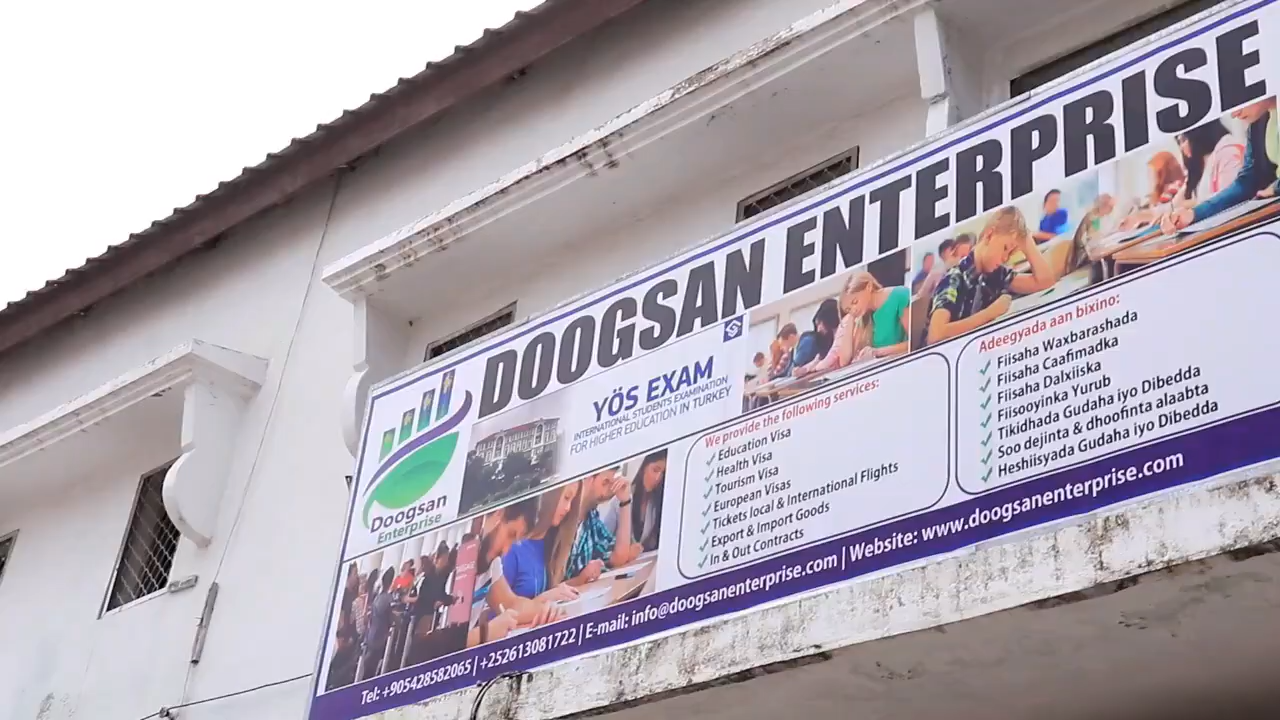 DOOGSAN ENTERPRISE
Doogsan
Enterprise
YÖS EXAM
INTERNATIONAL STUDENTS EXAMINATION
FOR HIGHER EDUCATION IN TURKEY
We provide the following services:
Education Visa
Health Visa
Tourism Visa
European Visas
Tickets local & International Flights
Export & Import Goods
In & Out Contracts
Adeegyada aan bixino:
Fiisaha Waxbarashada
Fiisaha Caafimadka
Fiisaha Dalxiiska
Fiisooyinka Yurub
Tikidhada Gudaha iyo Dibedda
Soo dejinta & dhoofinta alaabta
Heshiisyada Gudaha iyo Dibedda
Tel: +905428582065 | +252613081722 | E-mail: info@doogsanenterprise.com | Website: www.doogsanenterprise.com